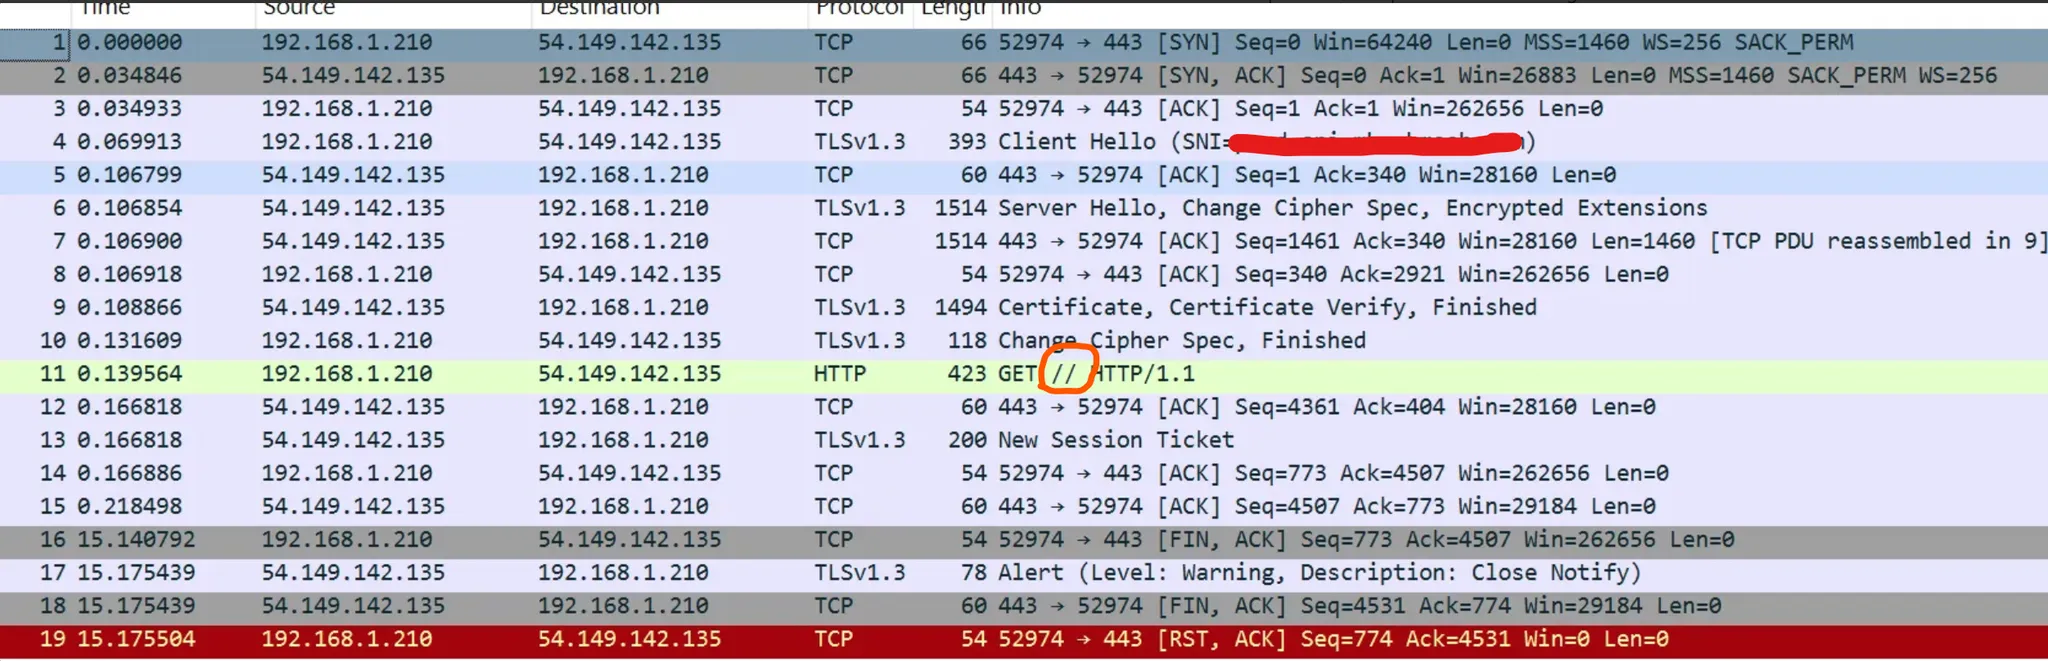 Time Source Destination Protocol Length Info
1 0.000000 192.168.1.210 54.149.142.135 TCP 66 52974 → 443 [SYN] Seq=0 Win=64240 Len=0 MSS=1460 WS=256 SACK_PERM
2 0.034846 54.149.142.135 192.168.1.210 TCP 66 443 → 52974 [SYN, ACK] Seq=0 Ack=1 Win=26883 Len=0 MSS=1460 SACK_PERM WS=256
3 0.034933 192.168.1.210 54.149.142.135 TCP 54 52974 → 443 [ACK] Seq=1 Ack=1 Win=262656 Len=0
4 0.069913 192.168.1.210 54.149.142.135 TLSv1.3 393 Client Hello (SNI= )
5 0.106799 54.149.142.135 192.168.1.210 TCP 60 443 → 52974 [ACK] Seq=1 Ack=340 Win=28160 Len=0
6 0.106854 54.149.142.135 192.168.1.210 TLSv1.3 1514 Server Hello, Change Cipher Spec, Encrypted Extensions
7 0.106900 54.149.142.135 192.168.1.210 TCP 1514 443 → 52974 [ACK] Seq=1461 Ack=340 Win=28160 Len=1460 [TCP PDU reassembled in 9]
8 0.106918 192.168.1.210 54.149.142.135 TCP 54 52974 → 443 [ACK] Seq=340 Ack=2921 Win=262656 Len=0
9 0.108866 54.149.142.135 192.168.1.210 TLSv1.3 1494 Certificate, Certificate Verify, Finished
10 0.131609 192.168.1.210 54.149.142.135 TLSv1.3 118 Change Cipher Spec, Finished
11 0.139564 192.168.1.210 54.149.142.135 HTTP 423 GET // HTTP/1.1
12 0.166818 54.149.142.135 192.168.1.210 TCP 60 443 → 52974 [ACK] Seq=4361 Ack=404 Win=28160 Len=0
13 0.166818 54.149.142.135 192.168.1.210 TLSv1.3 200 New Session Ticket
14 0.166886 192.168.1.210 54.149.142.135 TCP 54 52974 → 443 [ACK] Seq=773 Ack=4507 Win=262656 Len=0
15 0.218498 54.149.142.135 192.168.1.210 TCP 60 443 → 52974 [ACK] Seq=4507 Ack=773 Win=29184 Len=0
16 15.140792 192.168.1.210 54.149.142.135 TCP 54 52974 → 443 [FIN, ACK] Seq=773 Ack=4507 Win=262656 Len=0
17 15.175439 54.149.142.135 192.168.1.210 TLSv1.3 78 Alert (Level: Warning, Description: Close Notify)
18 15.175439 54.149.142.135 192.168.1.210 TCP 60 443 → 52974 [FIN, ACK] Seq=4531 Ack=774 Win=29184 Len=0
19 15.175504 192.168.1.210 54.149.142.135 TCP 54 52974 → 443 [RST, ACK] Seq=774 Ack=4531 Win=0 Len=0